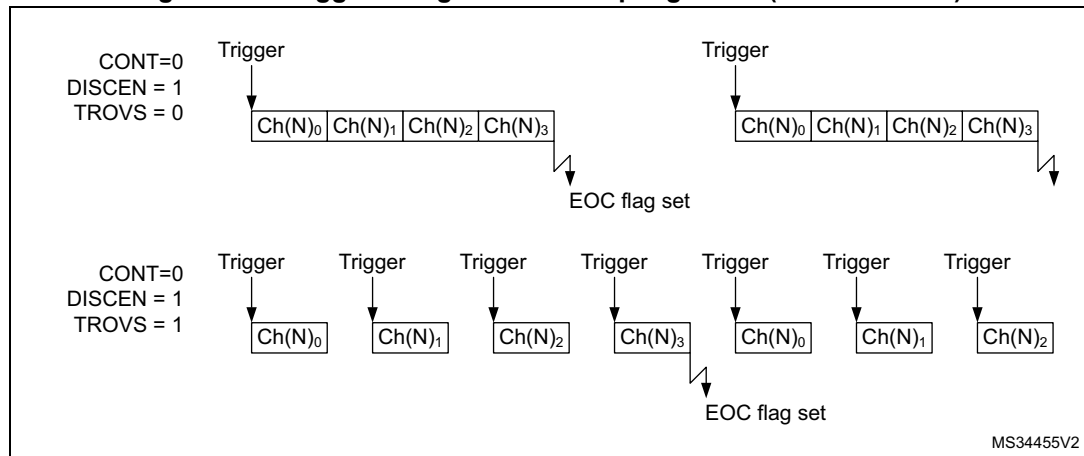 CONT=0
DISCEN = 1
TROVS = 0
Trigger Trigger
Ch(N)₀ Ch(N)₁ Ch(N)₂ Ch(N)₃ Ch(N)₀ Ch(N)₁ Ch(N)₂ Ch(N)₃
EOC flag set
CONT=0
DISCEN = 1
TROVS = 1
Trigger Trigger Trigger Trigger Trigger Trigger Trigger
Ch(N)₀ Ch(N)₁ Ch(N)₂ Ch(N)₃ Ch(N)₀ Ch(N)₁ Ch(N)₂
EOC flag set
MS34455V2